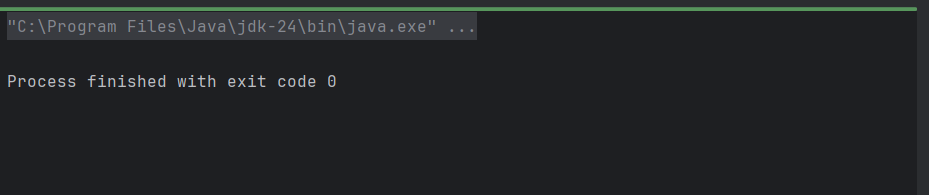 "C:\Program Files\Java\jdk-24\bin\java.exe" ...
Process finished with exit code 0